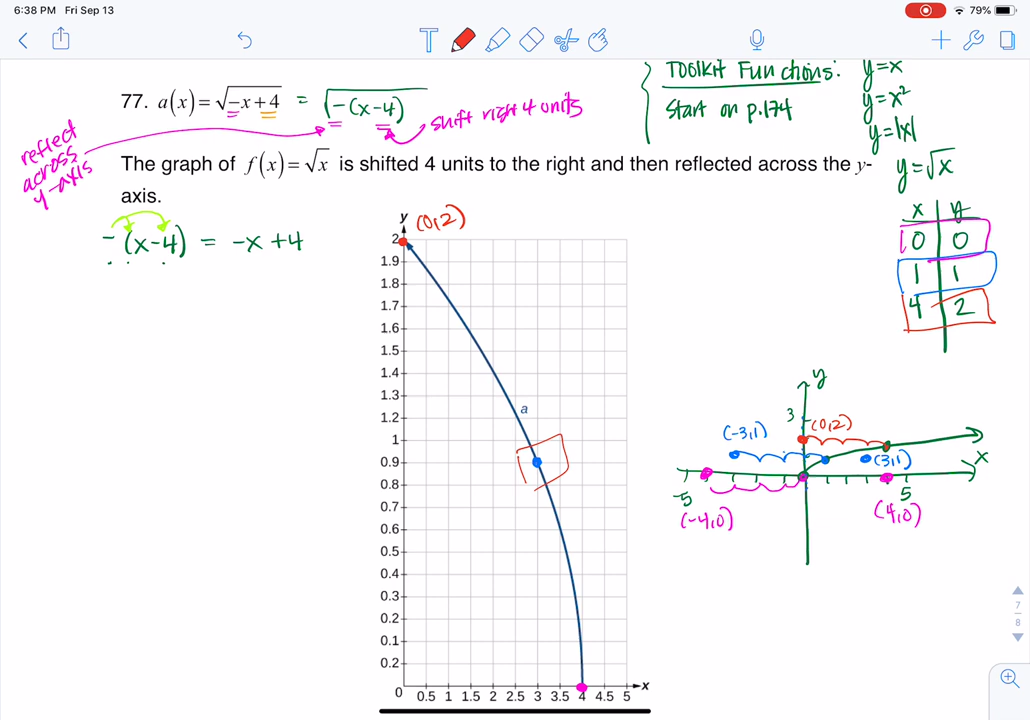 6:38 PM Fri Sep 13
79%
T
TOOLKIT Functions:
Start on p.174
y=x
y=x²
y=|x|
y=√x
77. a(x)=√-x+4 = √-(x-4)
shift right 4 units
reflect
across
y-axis
The graph of f(x)=√x is shifted 4 units to the right and then reflected across the y-
axis.
-(x-4) = -x+4
x y
0 0
1 1
4 2
y
(0,2)
2
1.9
1.8
1.7
1.6
1.5
1.4
1.3
1.2
1
0.9
0.8
0.7
0.6
0.5
0.4
0.3
0.2
0.1
0.2
a
0 0.5 1 1.5 2 2.5 3 3.5 4 4.5 5 x
y
3
(0,2)
(-3,1)
(3,1)
x
-5
5
(-4,0)
(4,0)
7
8